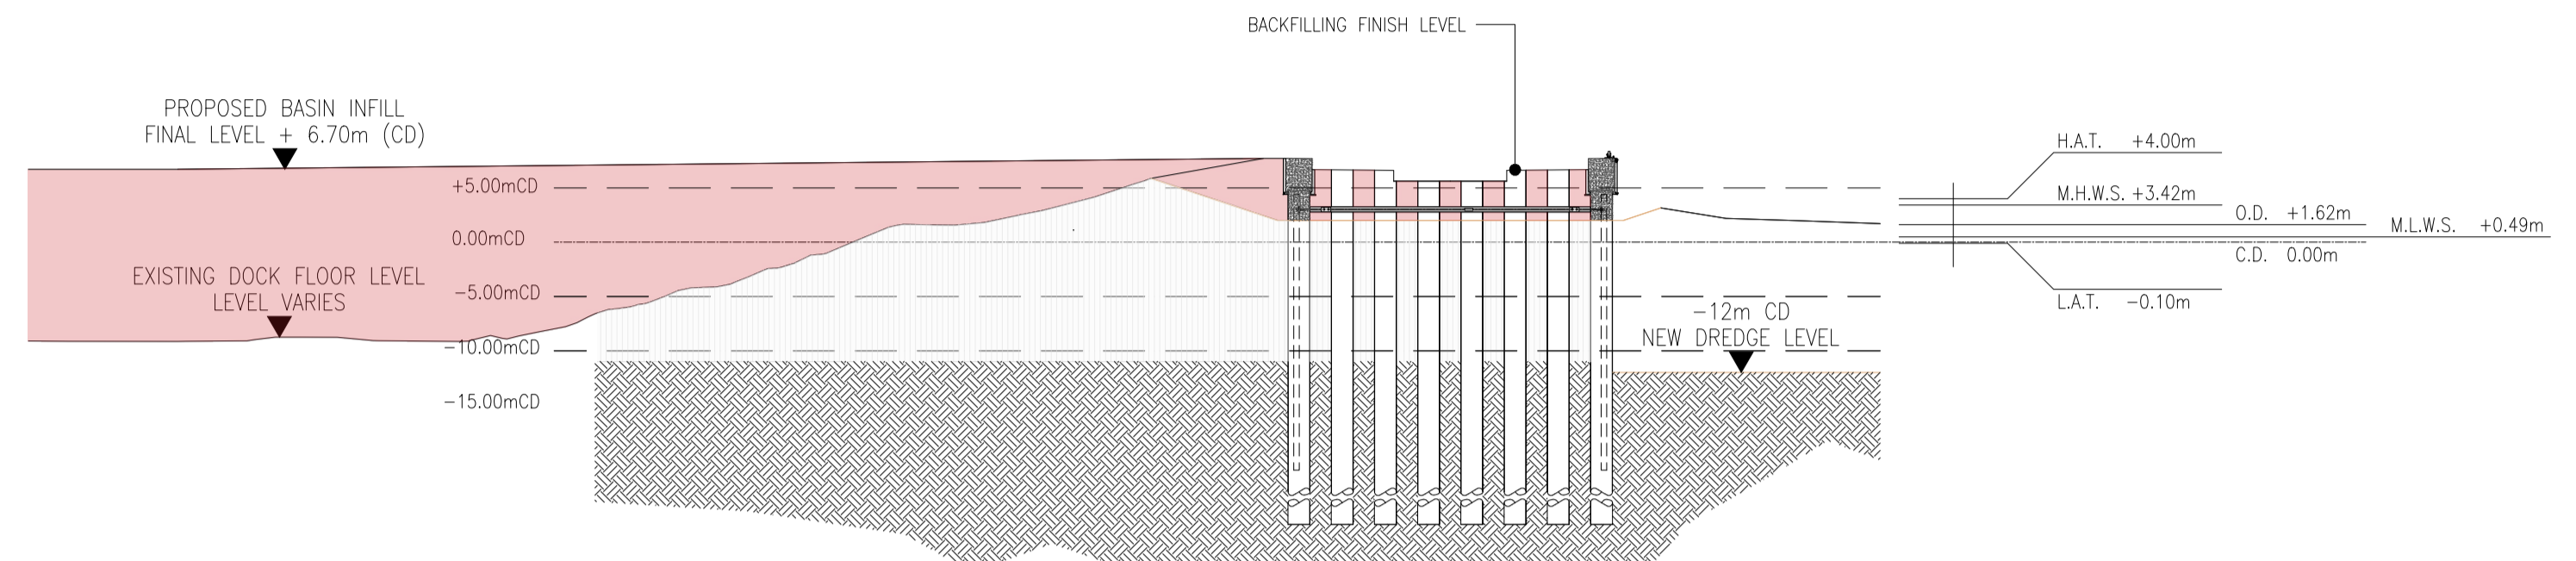 BACKFILLING FINISH LEVEL
PROPOSED BASIN INFILL
FINAL LEVEL + 6.70m (CD)
+5.00mCD
0.00mCD
EXISTING DOCK FLOOR LEVEL
LEVEL VARIES
-5.00mCD
-10.00mCD
-15.00mCD
-12m CD
NEW DREDGE LEVEL
H.A.T. +4.00m
M.H.W.S. +3.42m
O.D. +1.62m
M.L.W.S. +0.49m
C.D. 0.00m
L.A.T. -0.10m